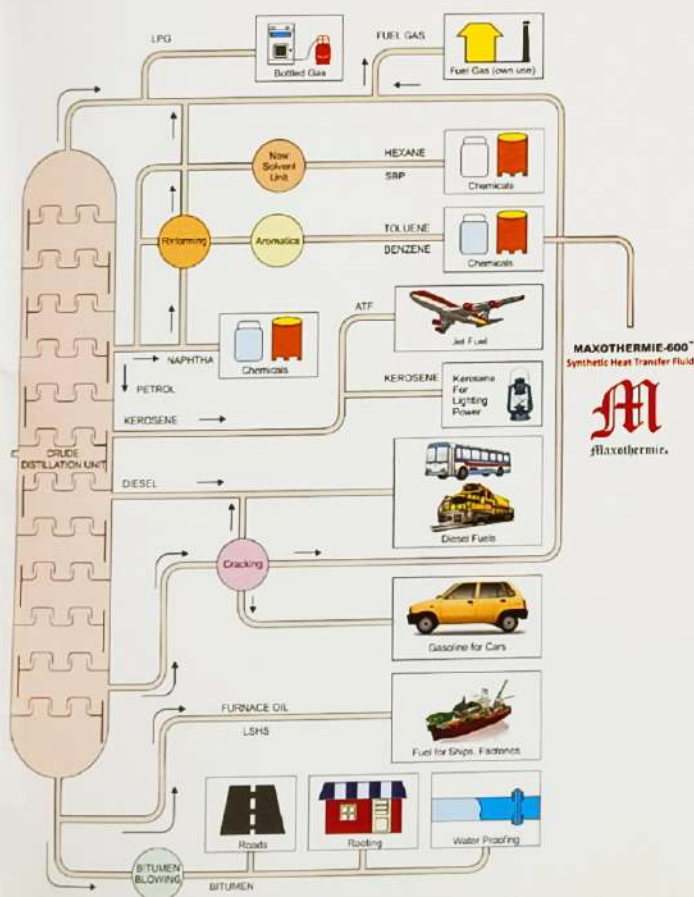 LPG
Bottled Gas
FUEL GAS
Fuel Gas (own use)
New
Solvent
Unit
HEXANE
SBP
Chemicals
Reforming
Aromatics
TOLUENE
BENZENE
Chemicals
MAXOTHERMIE-600™
Synthetic Heat Transfer Fluid
M
Maxothermie
NAPHTHA
Chemicals
PETROL
ATF
Jet Fuel
KEROSENE
Kerosene
For
Lighting
Power
KEROSENE
CRUDE
DISTILLATION UNIT
DIESEL
Diesel Fuels
Cracking
Gasoline for Cars
FURNACE OIL
LSHS
Fuel for Ships, Factories
Roads
Roofing
Water Proofing
BITUMEN
BLOWING
BITUMEN